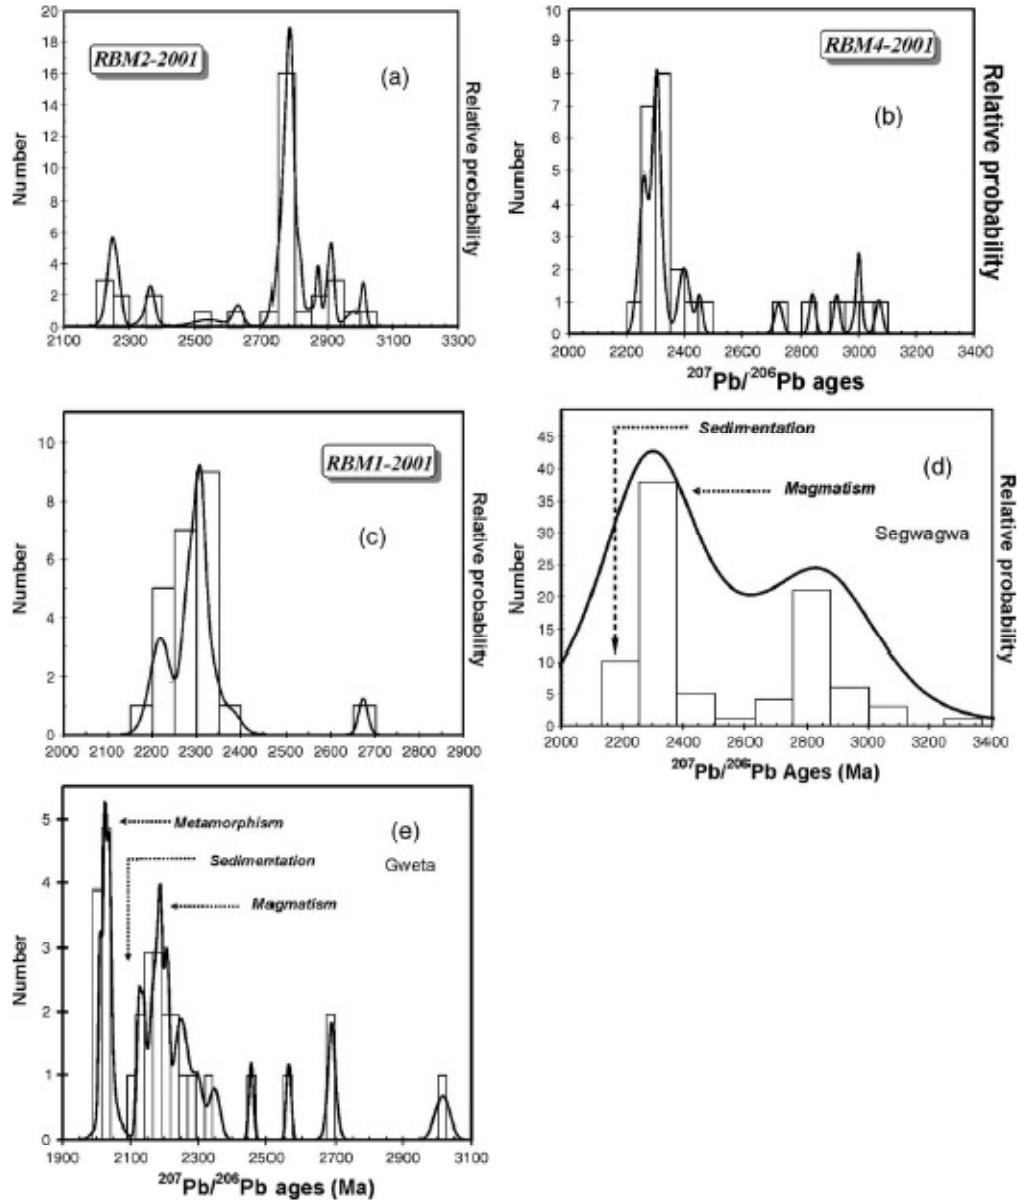 20
18
16
14
12
10
8
6
4
2
0
Number
RBM2-2001
(a)
Relative probability
2100 2300 2500 2700 2900 3100 3300
10
9
8
7
6
5
4
3
2
1
0
Number
RBM4-2001
(b)
Relative probability
2000 2200 2400 2600 2800 3000 3200 3400
207Pb/206Pb ages
10
8
6
4
2
0
Number
RBM1-2001
(c)
Relative probability
2000 2100 2200 2300 2400 2500 2600 2700 2800 2900
45
40
35
30
25
20
15
10
5
0
Number
Sedimentation
(d)
Magmatism
Segwagwa
Relative probability
2000 2200 2400 2600 2800 3000 3200 3400
207Pb/206Pb Ages (Ma)
5
4
3
2
1
0
Number
Metamorphism
(e)
Sedimentation
Gweta
Magmatism
1900 2100 2300 2500 2700 2900 3100
207Pb/206Pb ages (Ma)